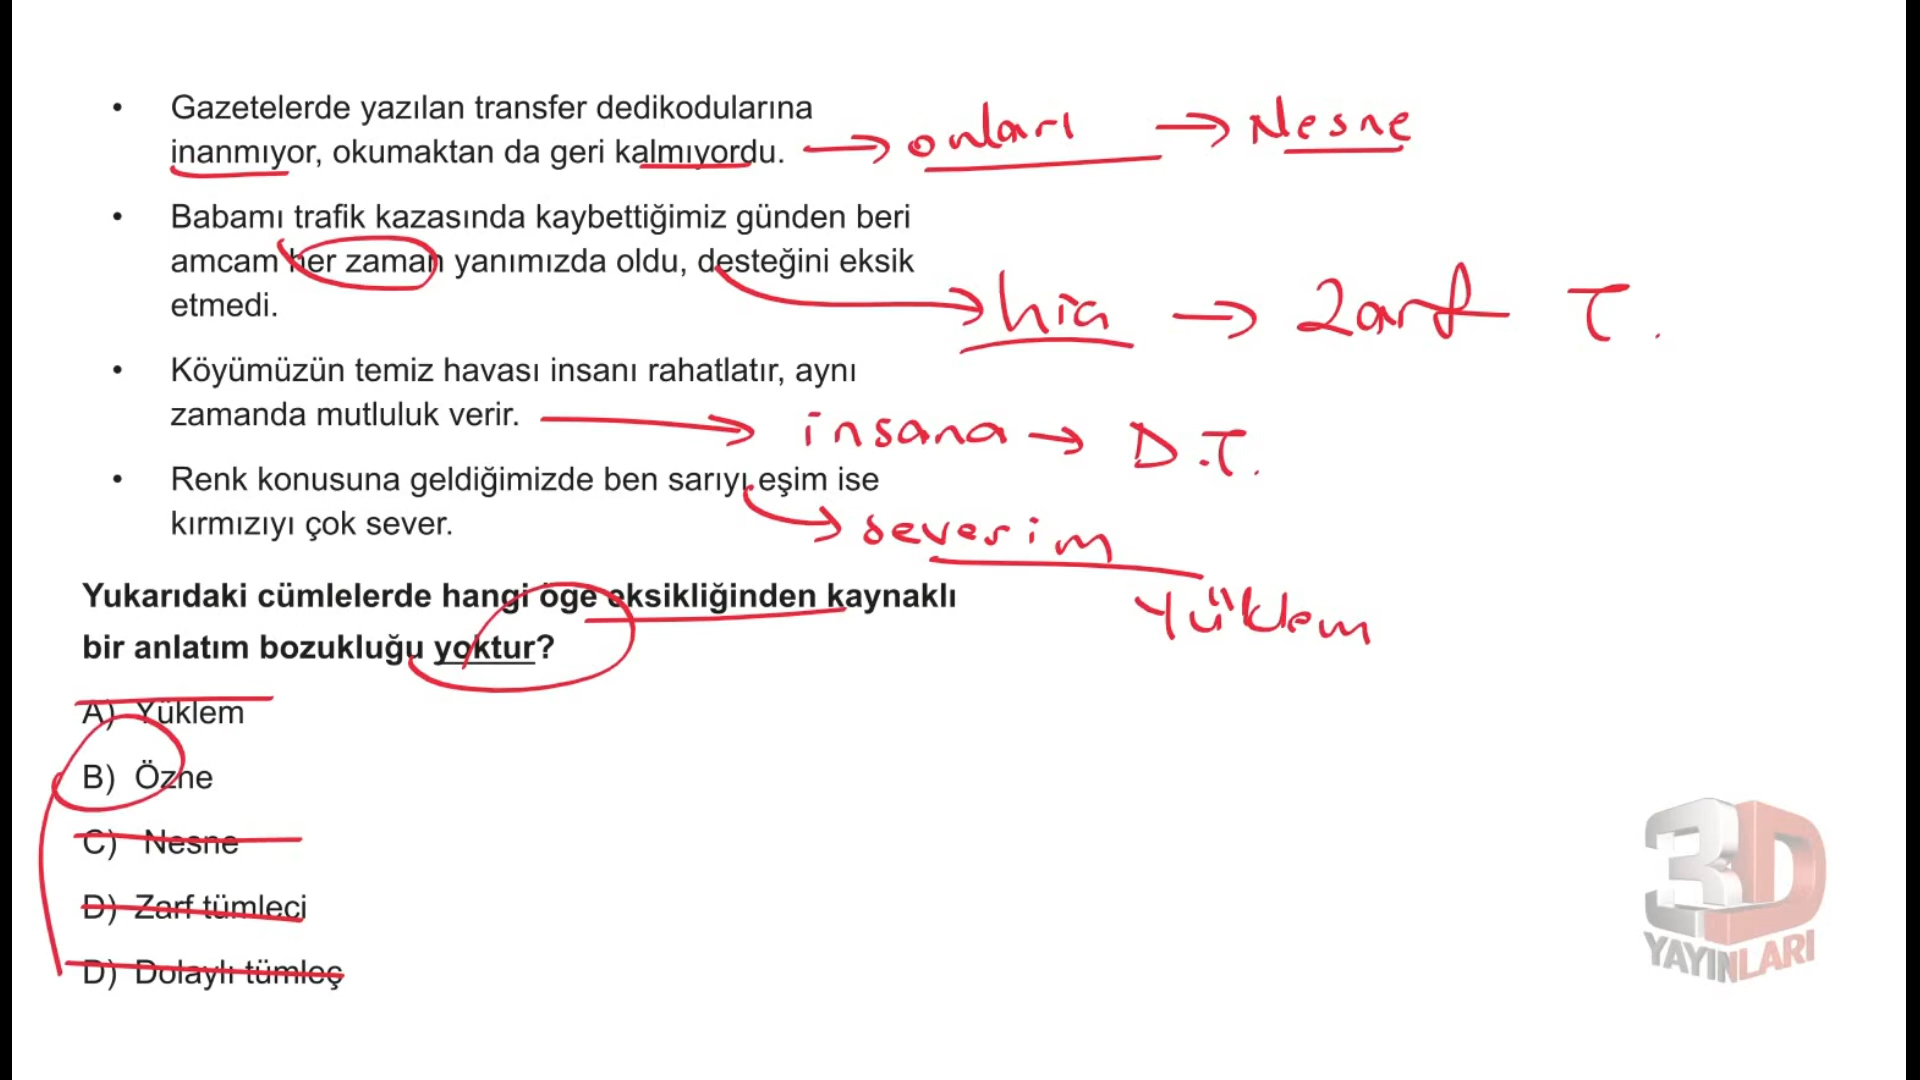 • Gazetelerde yazılan transfer dedikodularına
inanmıyor, okumaktan da geri kalmıyordu. → onları → Nesne
• Babamı trafik kazasında kaybettiğimiz günden beri
amcam her zaman yanımızda oldu, desteğini eksik
etmedi.
→ hiç → Zarf T.
• Köyümüzün temiz havası insanı rahatlatır, aynı
zamanda mutluluk verir. → insana → D.T.
• Renk konusuna geldiğimizde ben sarıyı eşim ise
kırmızıyı çok sever.
→ severim
Yüklem
Yukarıdaki cümlelerde hangi öge eksikliğinden kaynaklı
bir anlatım bozukluğu yoktur?
A) Yüklem
B) Özne
C) Nesne
D) Zarf tümleci
D) Dolaylı tümleç
3D
YAYINLARI